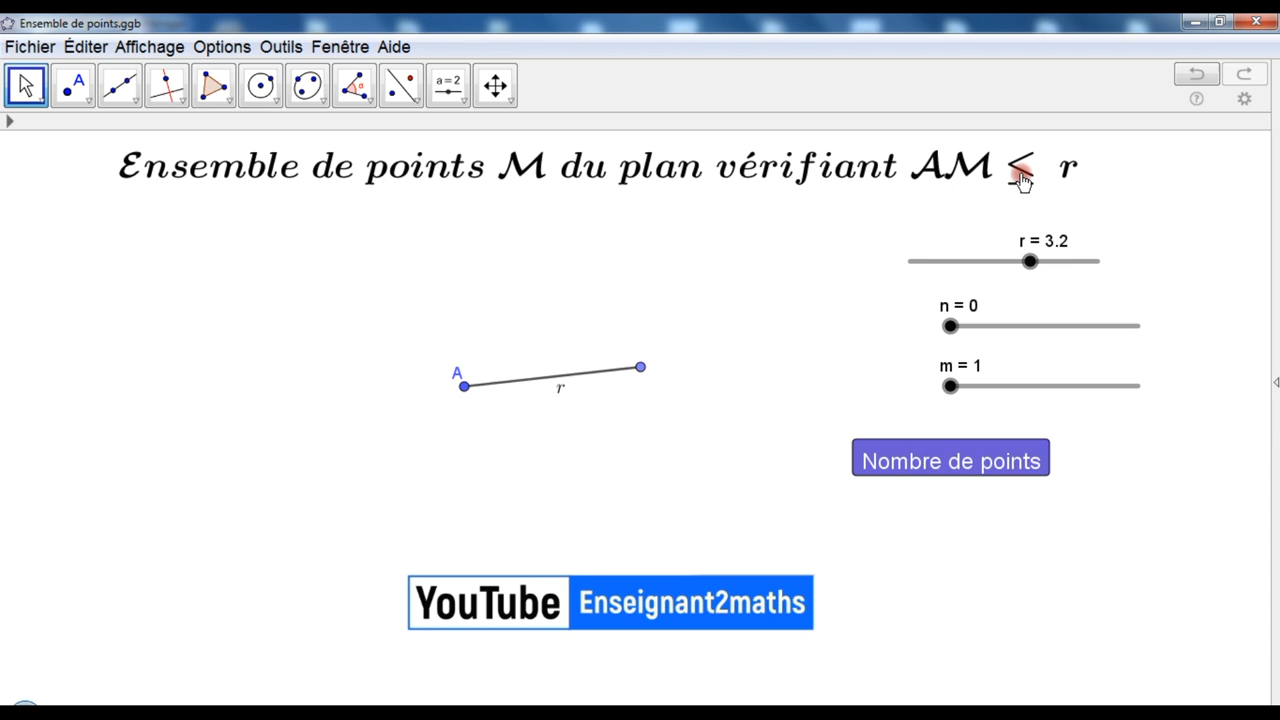 Ensemble de points.ggb
Fichier Éditer Affichage Options Outils Fenêtre Aide
A
α
a=2
Ensemble de points M du plan vérifiant AM ≤ r
r = 3.2
n = 0
m = 1
A
r
Nombre de points
YouTube Enseignant2maths